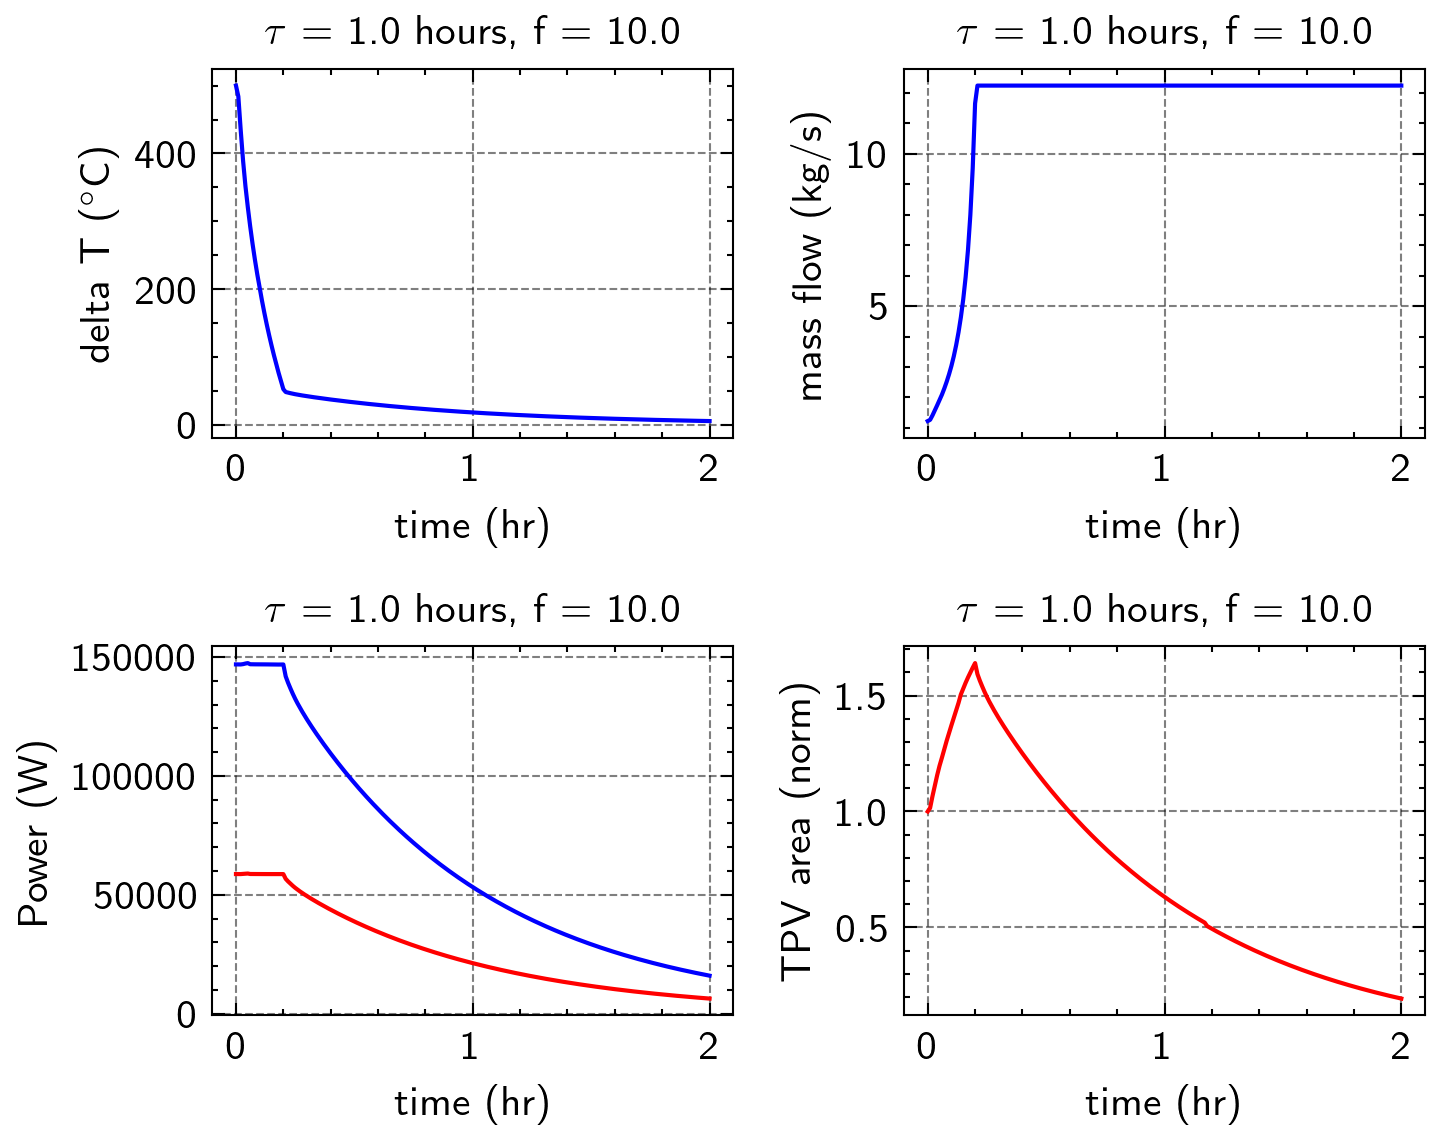 τ = 1.0 hours, f = 10.0
delta T (°C)
400
200
0
0 1 2
time (hr)
τ = 1.0 hours, f = 10.0
mass flow (kg/s)
10
5
0 1 2
time (hr)
τ = 1.0 hours, f = 10.0
Power (W)
150000
100000
50000
0
0 1 2
time (hr)
τ = 1.0 hours, f = 10.0
TPV area (norm)
1.5
1.0
0.5
0 1 2
time (hr)